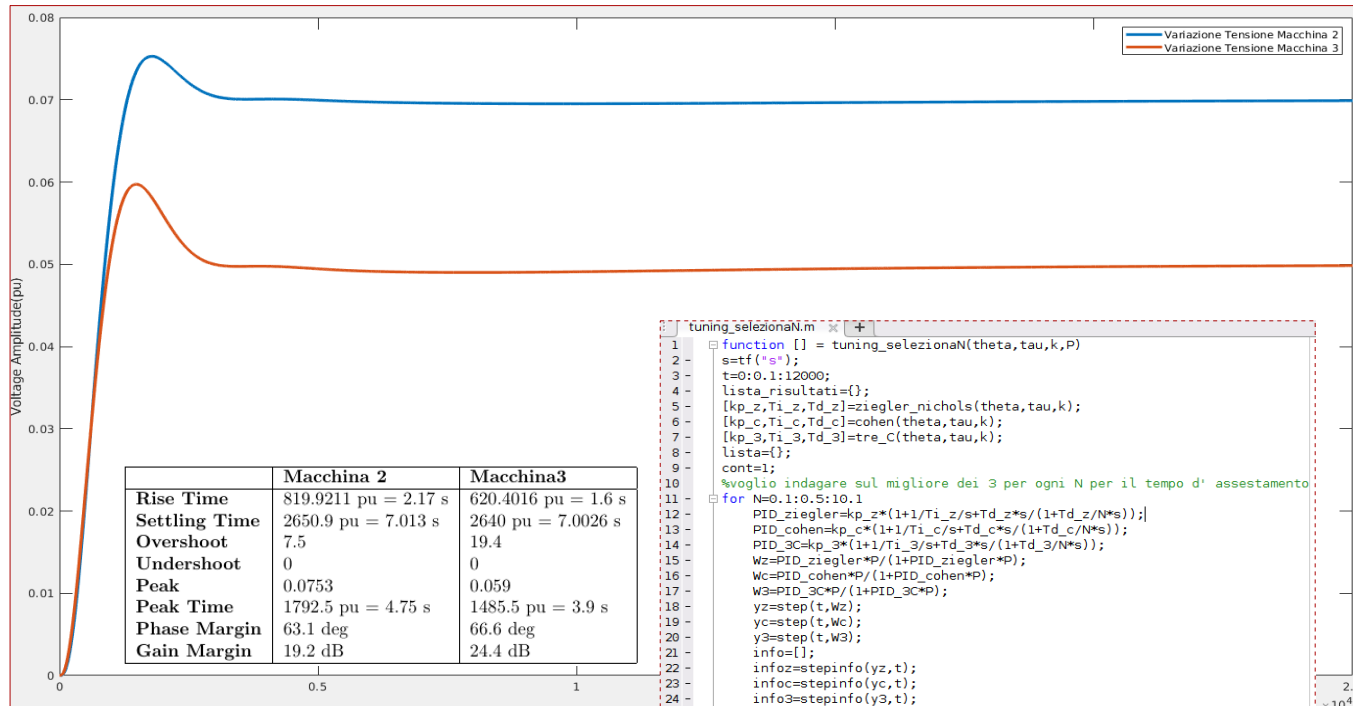 0.08
Variazione Tensione Macchina 2
Variazione Tensione Macchina 3
0.07
0.06
0.05
0.04
0.03
0.02
0.01
0
Voltage Amplitude(pu)
0
0.5
1
2.
×10⁴
Macchina 2 Macchina3
Rise Time 819.9211 pu = 2.17 s 620.4016 pu = 1.6 s
Settling Time 2650.9 pu = 7.013 s 2640 pu = 7.0026 s
Overshoot 7.5 19.4
Undershoot 0 0
Peak 0.0753 0.059
Peak Time 1792.5 pu = 4.75 s 1485.5 pu = 3.9 s
Phase Margin 63.1 deg 66.6 deg
Gain Margin 19.2 dB 24.4 dB
tuning_selezionaN.m × +
1 function [] = tuning_selezionaN(theta,tau,k,P)
2 - s=tf("s");
3 - t=0:0.1:12000;
4 - lista_risultati={};
5 - [kp_z,Ti_z,Td_z]=ziegler_nichols(theta,tau,k);
6 - [kp_c,Ti_c,Td_c]=cohen(theta,tau,k);
7 - [kp_3,Ti_3,Td_3]=tre_C(theta,tau,k);
8 - lista={};
9 - cont=1;
10 %voglio indagare sul migliore dei 3 per ogni N per il tempo d' assestamento
11 - for N=0.1:0.5:10.1
12 - PID_ziegler=kp_z*(1+1/Ti_z/s+Td_z*s/(1+Td_z/N*s));
13 - PID_cohen=kp_c*(1+1/Ti_c/s+Td_c*s/(1+Td_c/N*s));
14 - PID_3C=kp_3*(1+1/Ti_3/s+Td_3*s/(1+Td_3/N*s));
15 - Wz=PID_ziegler*P/(1+PID_ziegler*P);
16 - Wc=PID_cohen*P/(1+PID_cohen*P);
17 - W3=PID_3C*P/(1+PID_3C*P);
18 - yz=step(t,Wz);
19 - yc=step(t,Wc);
20 - y3=step(t,W3);
21 - info=[];
22 - infoz=stepinfo(yz,t);
23 - infoc=stepinfo(yc,t);
24 - info3=stepinfo(y3,t);